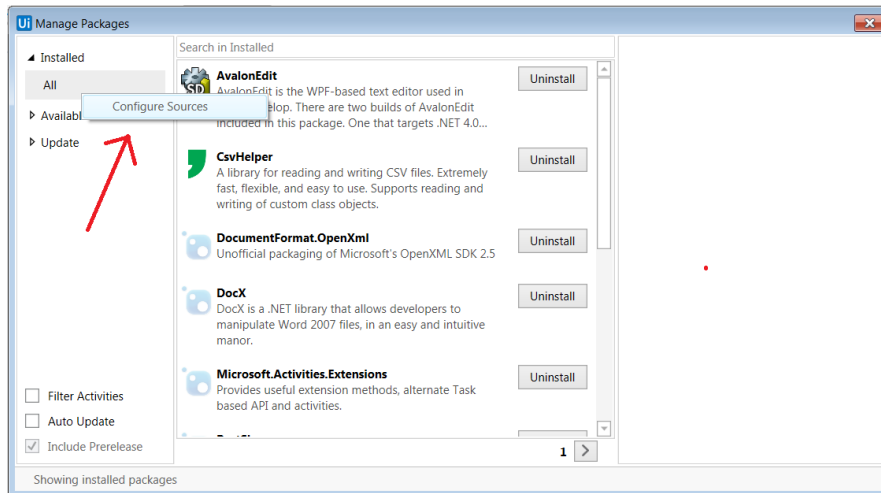 Ui Manage Packages
Installed
All
Configure Sources
Availabl
Update
Filter Activities
Auto Update
Include Prerelease
Search in Installed
AvalonEdit
Uninstall
AvalonEdit is the WPF-based text editor used in
elop. There are two builds of AvalonEdit
included in this package. One that targets .NET 4.0...
CsvHelper
Uninstall
A library for reading and writing CSV files. Extremely
fast, flexible, and easy to use. Supports reading and
writing of custom class objects.
DocumentFormat.OpenXml
Uninstall
Unofficial packaging of Microsoft's OpenXML SDK 2.5
DocX
Uninstall
DocX is a .NET library that allows developers to
manipulate Word 2007 files, in an easy and intuitive
manor.
Microsoft.Activities.Extensions
Uninstall
Provides useful extension methods, alternate Task
based API and activities.
1
Showing installed packages